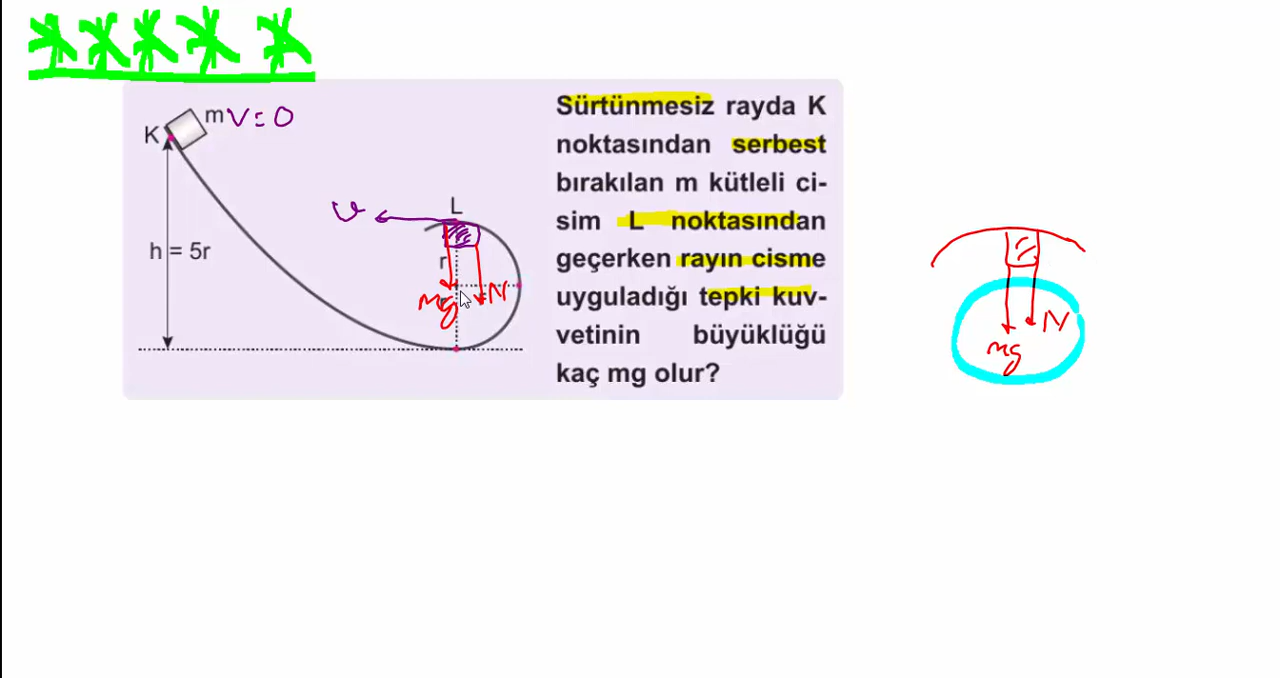 K
m V = 0
L
V
h = 5r
r
mg
N
Sürtünmesiz rayda K
noktasından serbest
bırakılan m kütleli ci-
sim L noktasından
geçerken rayın cisme
uyguladığı tepki kuv-
vetinin büyüklüğü
kaç mg olur?
N
mg